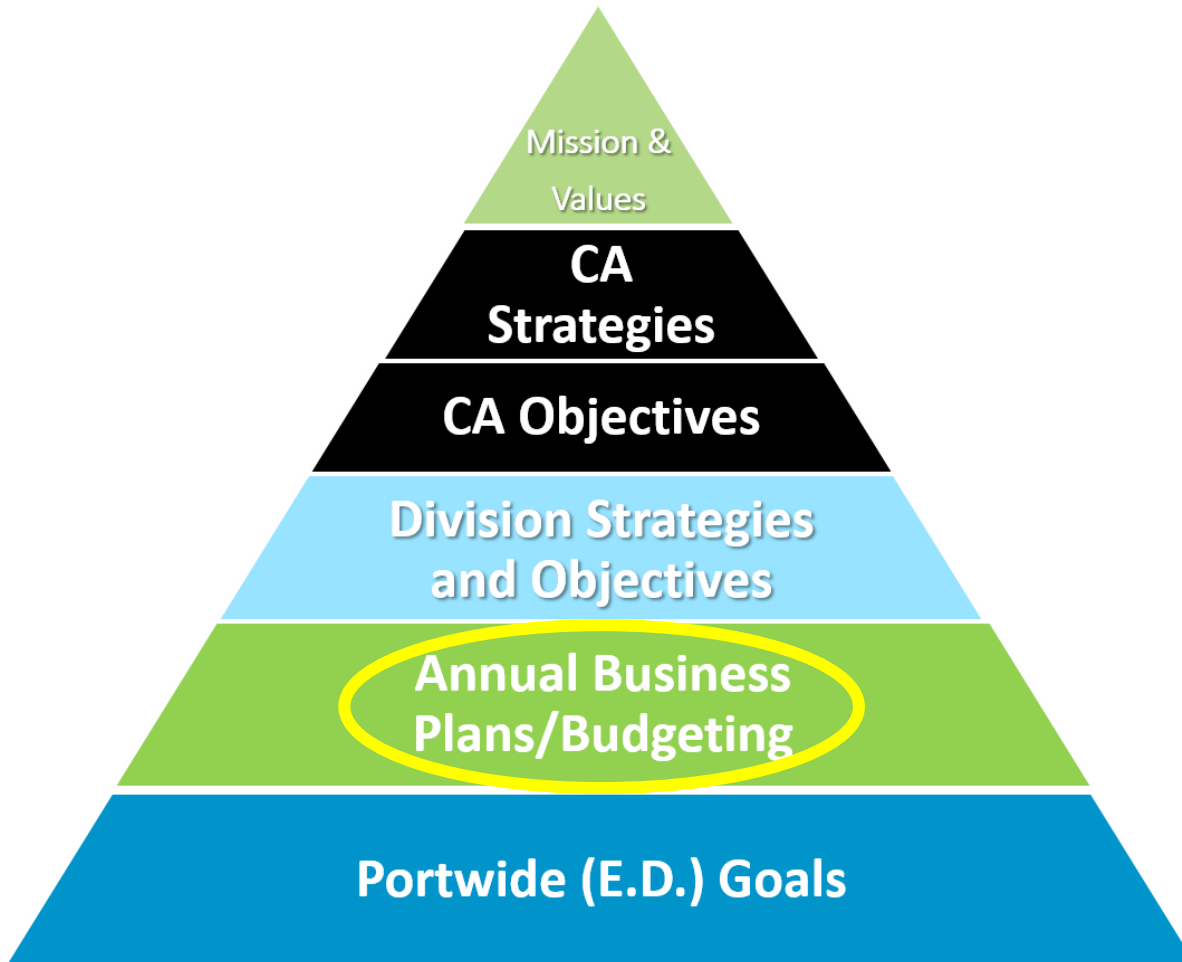 Mission &
Values
CA
Strategies
CA Objectives
Division Strategies
and Objectives
Annual Business
Plans/Budgeting
Portwide (E.D.) Goals